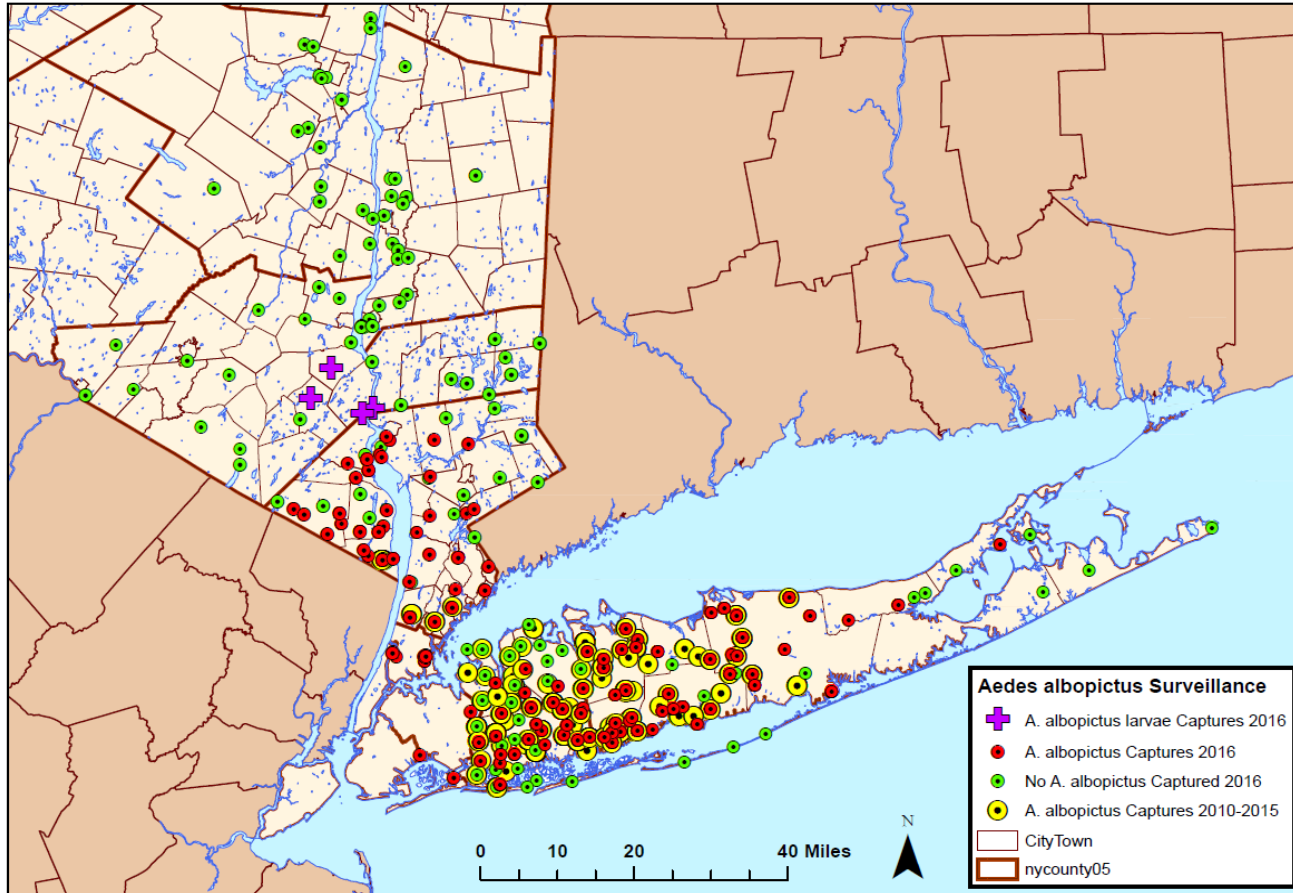 Aedes albopictus Surveillance
A. albopictus larvae Captures 2016
A. albopictus Captures 2016
No A. albopictus Captured 2016
A. albopictus Captures 2010-2015
CityTown
nycounty05
N
0 10 20 40 Miles